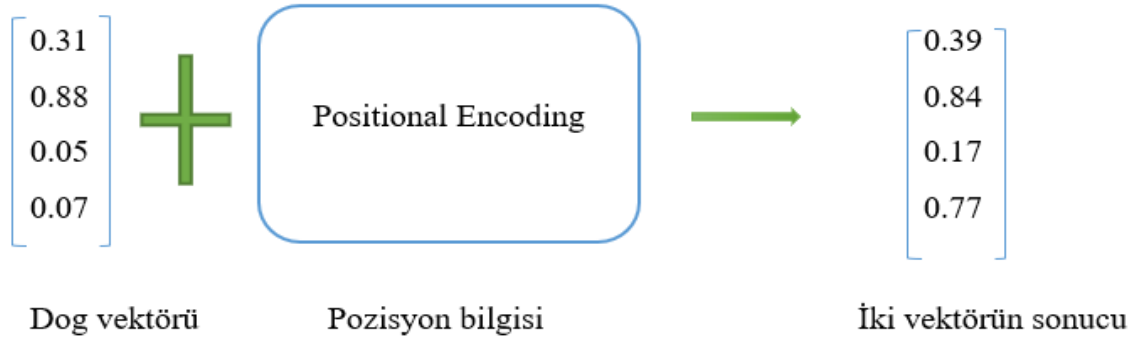 0.31
0.88
0.05
0.07
Positional Encoding
0.39
0.84
0.17
0.77
Dog vektörü
Pozisyon bilgisi
İki vektörün sonucu